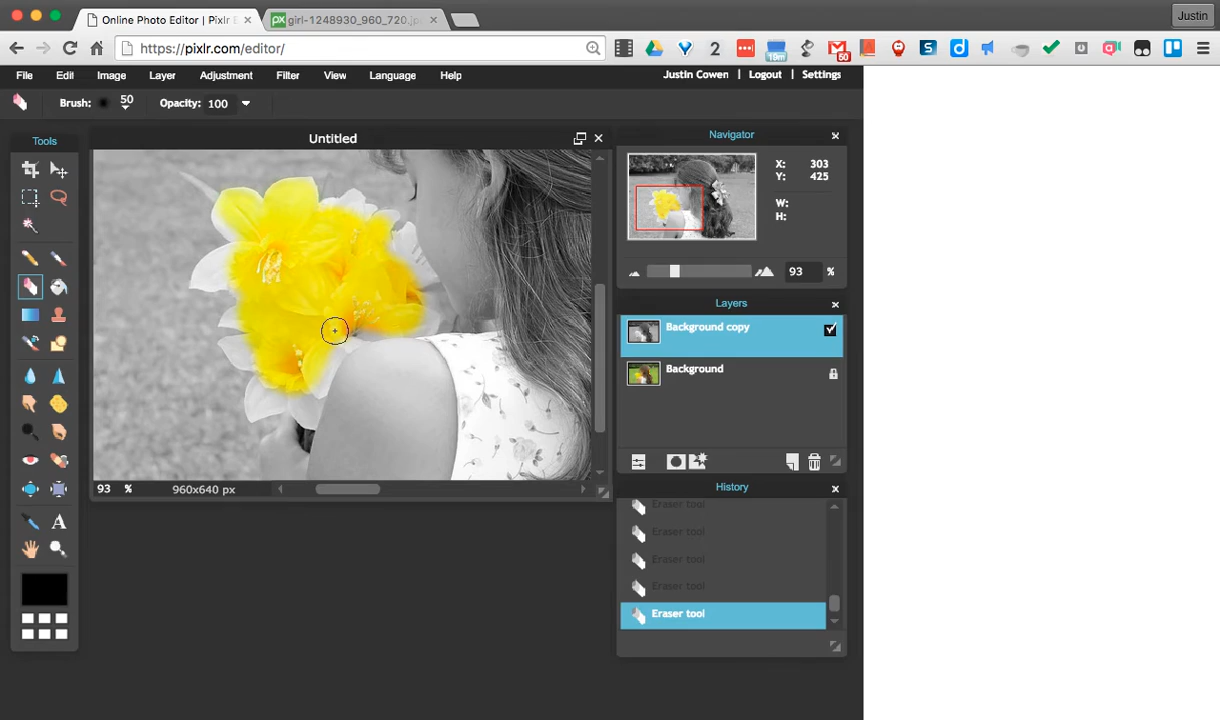 Online Photo Editor | Pixlr E
girl-1248930_960_720.jp
Justin
https://pixlr.com/editor/
2
19m
50
File Edit Image Layer Adjustment Filter View Language Help
Justin Cowen | Logout | Settings
Brush: 50 Opacity: 100
Tools
Untitled
Navigator
X: 303
Y: 425
W:
H:
93 %
Layers
Background copy
Background
93 % 960x640 px
History
Eraser tool
Eraser tool
Eraser tool
Eraser tool
Eraser tool
A